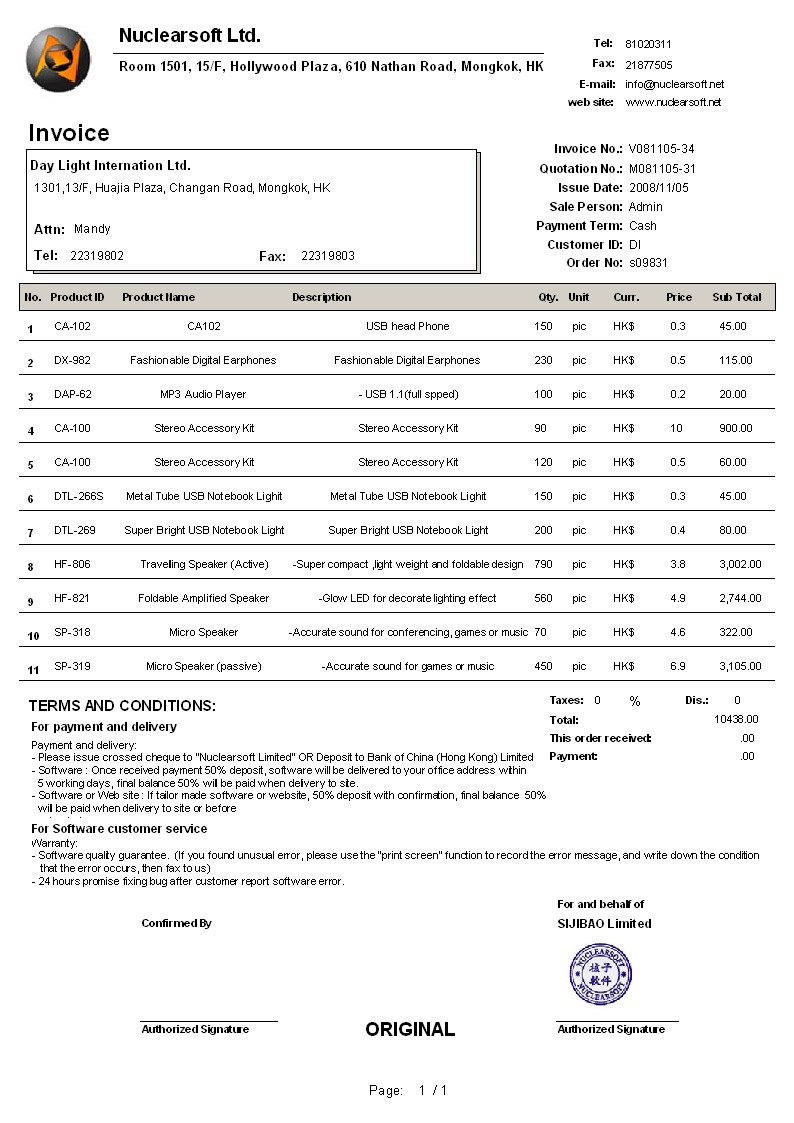 Nuclearsoft Ltd.
Room 1501, 15/F, Hollywood Plaza, 610 Nathan Road, Mongkok, HK
Tel: 81020311
Fax: 21877505
E-mail: info@nuclearsoft.net
web site: www.nuclearsoft.net
Invoice
Day Light Internation Ltd.
1301,13/F, Huajia Plaza, Changan Road, Mongkok, HK
Attn: Mandy
Tel: 22319802 Fax: 22319803
Invoice No.: V081105-34
Quotation No.: M081105-31
Issue Date: 2008/11/05
Sale Person: Admin
Payment Term: Cash
Customer ID: DI
Order No: s09831
No. Product ID Product Name Description Qty. Unit Curr. Price Sub Total
1 CA-102 CA102 USB head Phone 150 pic HK$ 0.3 45.00
2 DX-982 Fashionable Digital Earphones Fashionable Digital Earphones 230 pic HK$ 0.5 115.00
3 DAP-62 MP3 Audio Player - USB 1.1(full spped) 100 pic HK$ 0.2 20.00
4 CA-100 Stereo Accessory Kit Stereo Accessory Kit 90 pic HK$ 10 900.00
5 CA-100 Stereo Accessory Kit Stereo Accessory Kit 120 pic HK$ 0.5 60.00
6 DTL-266S Metal Tube USB Notebook Lighit Metal Tube USB Notebook Lighit 150 pic HK$ 0.3 45.00
7 DTL-269 Super Bright USB Notebook Light Super Bright USB Notebook Light 200 pic HK$ 0.4 80.00
8 HF-806 Traveling Speaker (Active) -Super compact ,light weight and foldable design 790 pic HK$ 3.8 3,002.00
9 HF-821 Foldable Amplified Speaker -Glow LED for decorate lighting effect 560 pic HK$ 4.9 2,744.00
10 SP-318 Micro Speaker -Accurate sound for conferencing, games or music 70 pic HK$ 4.6 322.00
11 SP-319 Micro Speaker (passive) -Accurate sound for games or music 450 pic HK$ 6.9 3,105.00
Taxes: 0 % Dis.: 0
Total: 10438.00
This order received: .00
Payment: .00
TERMS AND CONDITIONS:
For payment and delivery
Payment and delivery:
- Please issue crossed cheque to "Nuclearsoft Limited" OR Deposit to Bank of China (Hong Kong) Limited
- Software : Once received payment 50% deposit, software will be delivered to your office address within
5 working days, final balance 50% will be paid when delivery to site.
- Software or Web site : If tailor made software or website, 50% deposit with confirmation, final balance 50%
will be paid when delivery to site or before
For Software customer service
Warranty:
- Software quality guarantee. (If you found unusual error, please use the "print screen" function to record the error message, and write down the condition
that the error occurs, then fax to us)
- 24 hours promise fixing bug after customer report software error.
For and behalf of
Confirmed By SIJIBAO Limited
NUCLEARSOFT
核子
軟件
NUCLEARSOFT
Authorized Signature ORIGINAL Authorized Signature
Page: 1 / 1